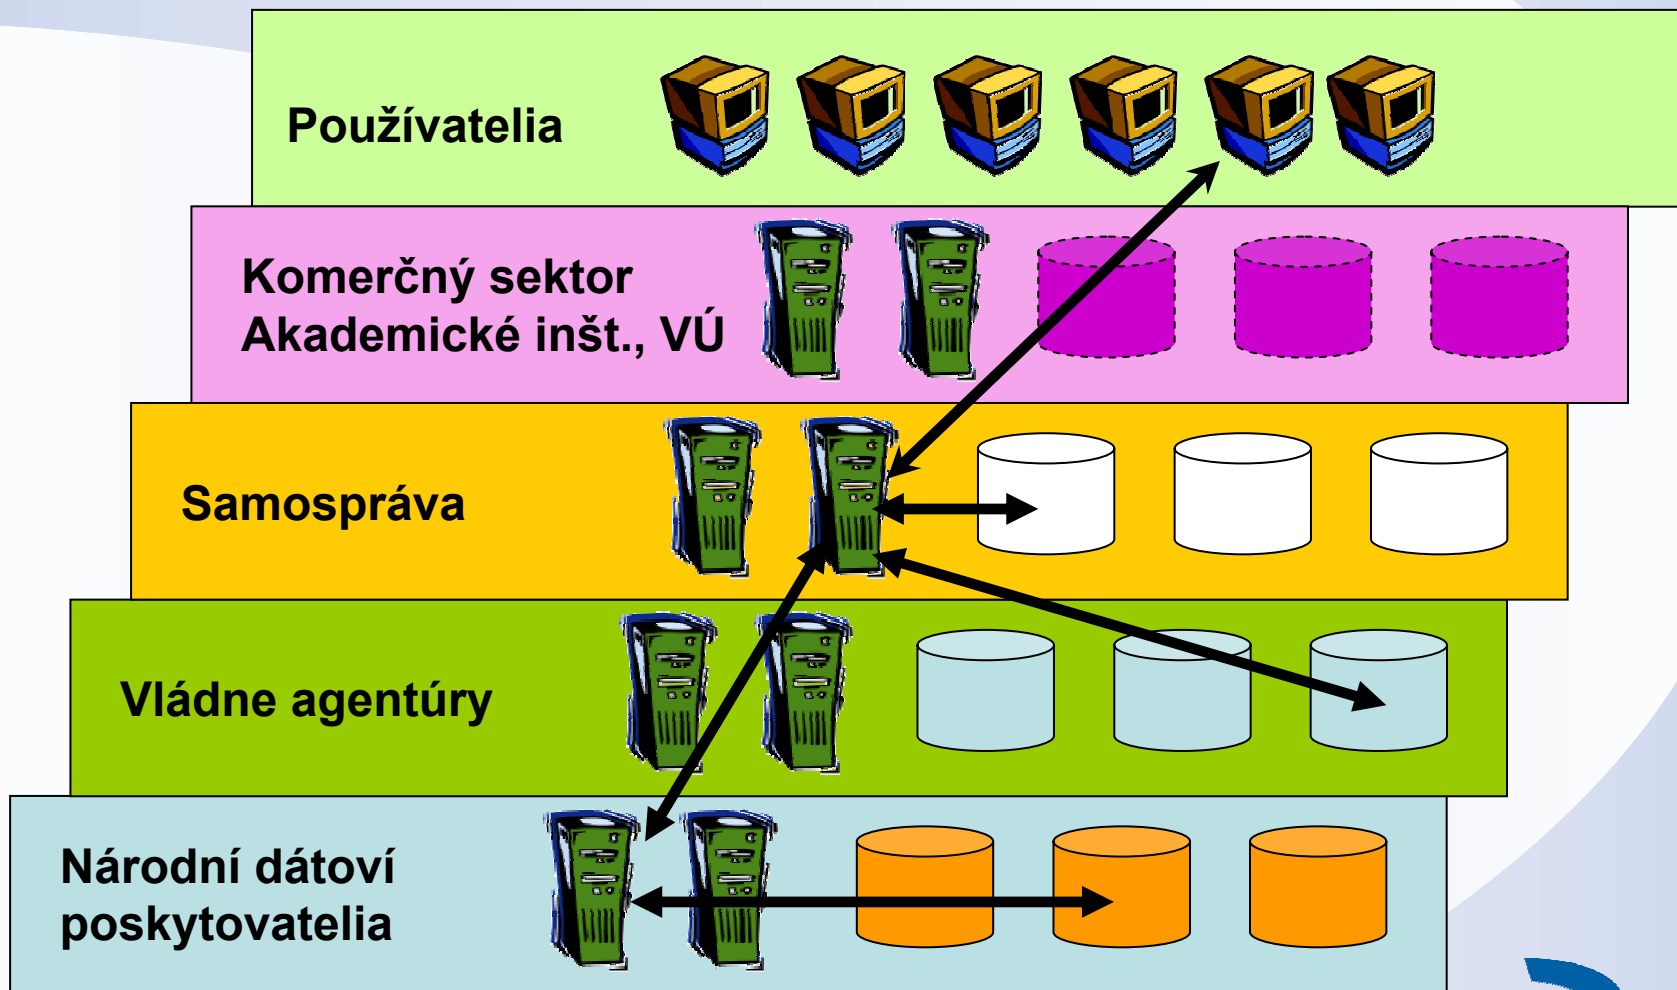 Používatelia
Komerčný sektor
Akademické inšt., VÚ
Samospráva
Vládne agentúry
Národní dátoví
poskytovatelia